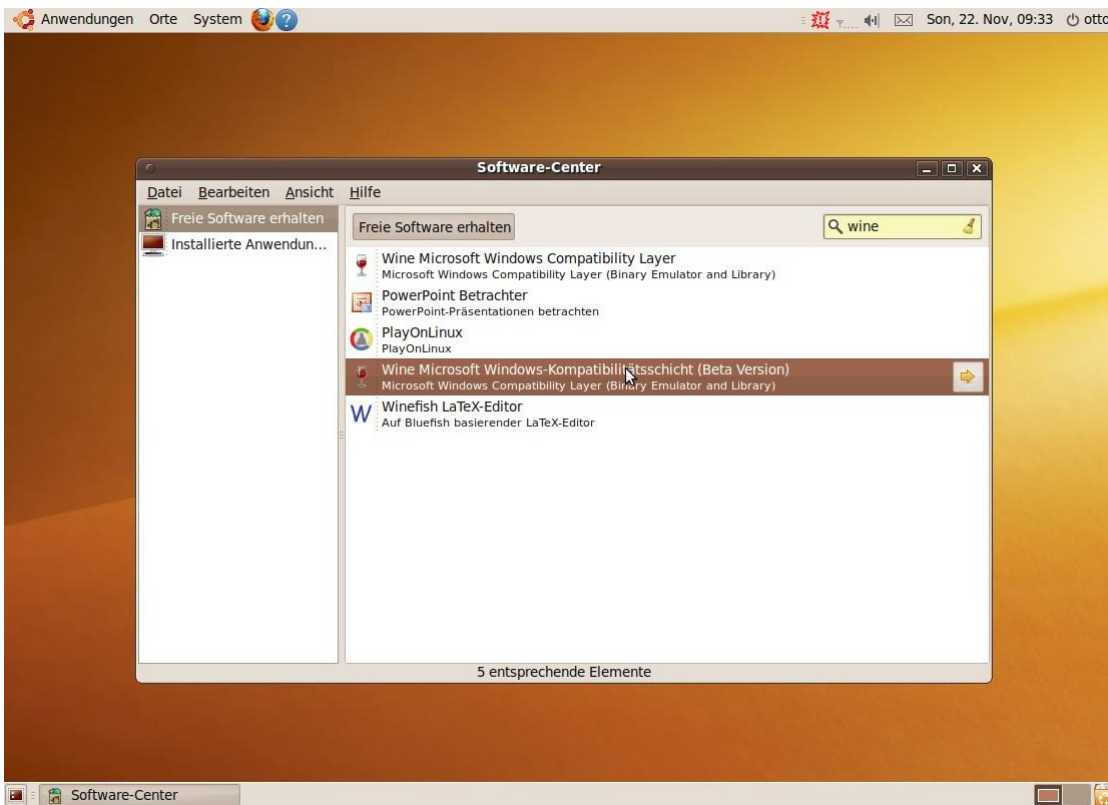 Anwendungen Orte System Son, 22. Nov, 09:33 otto
Software-Center
Datei Bearbeiten Ansicht Hilfe
Freie Software erhalten
Installierte Anwendun...
Freie Software erhalten
wine
Wine Microsoft Windows Compatibility Layer
Microsoft Windows Compatibility Layer (Binary Emulator and Library)
PowerPoint Betrachter
PowerPoint-Präsentationen betrachten
PlayOnLinux
PlayOnLinux
Wine Microsoft Windows-Kompatibilitätsschicht (Beta Version)
Microsoft Windows Compatibility Layer (Binary Emulator and Library)
Winefish LaTeX-Editor
Auf Bluefish basierender LaTeX-Editor
5 entsprechende Elemente
Software-Center